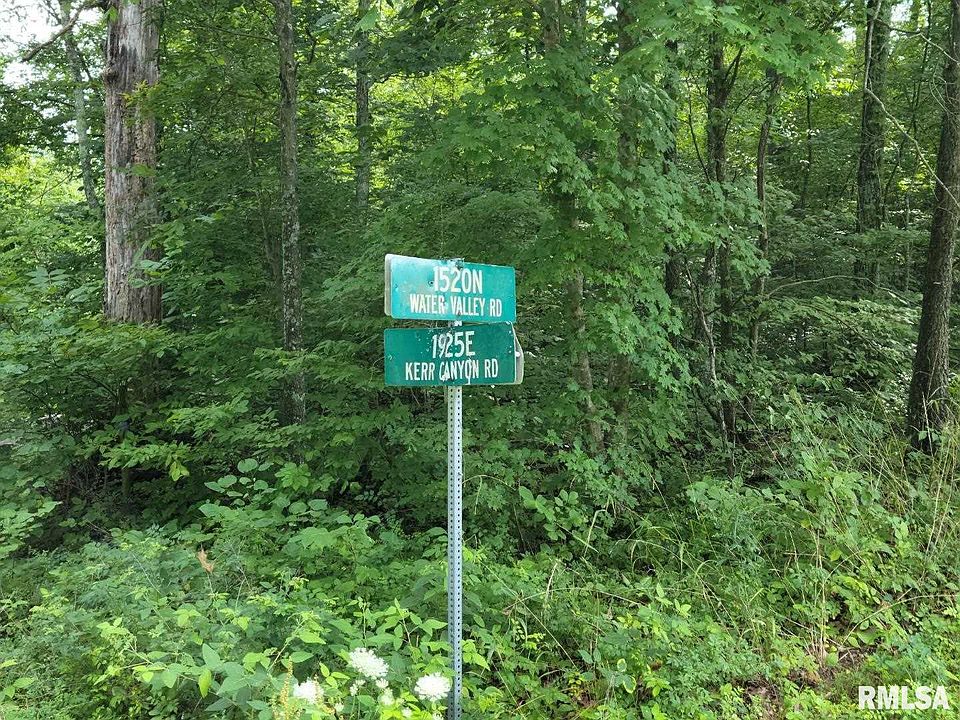 1520N
WATER VALLEY RD
1925E
KERR CANYON RD
RMLSA